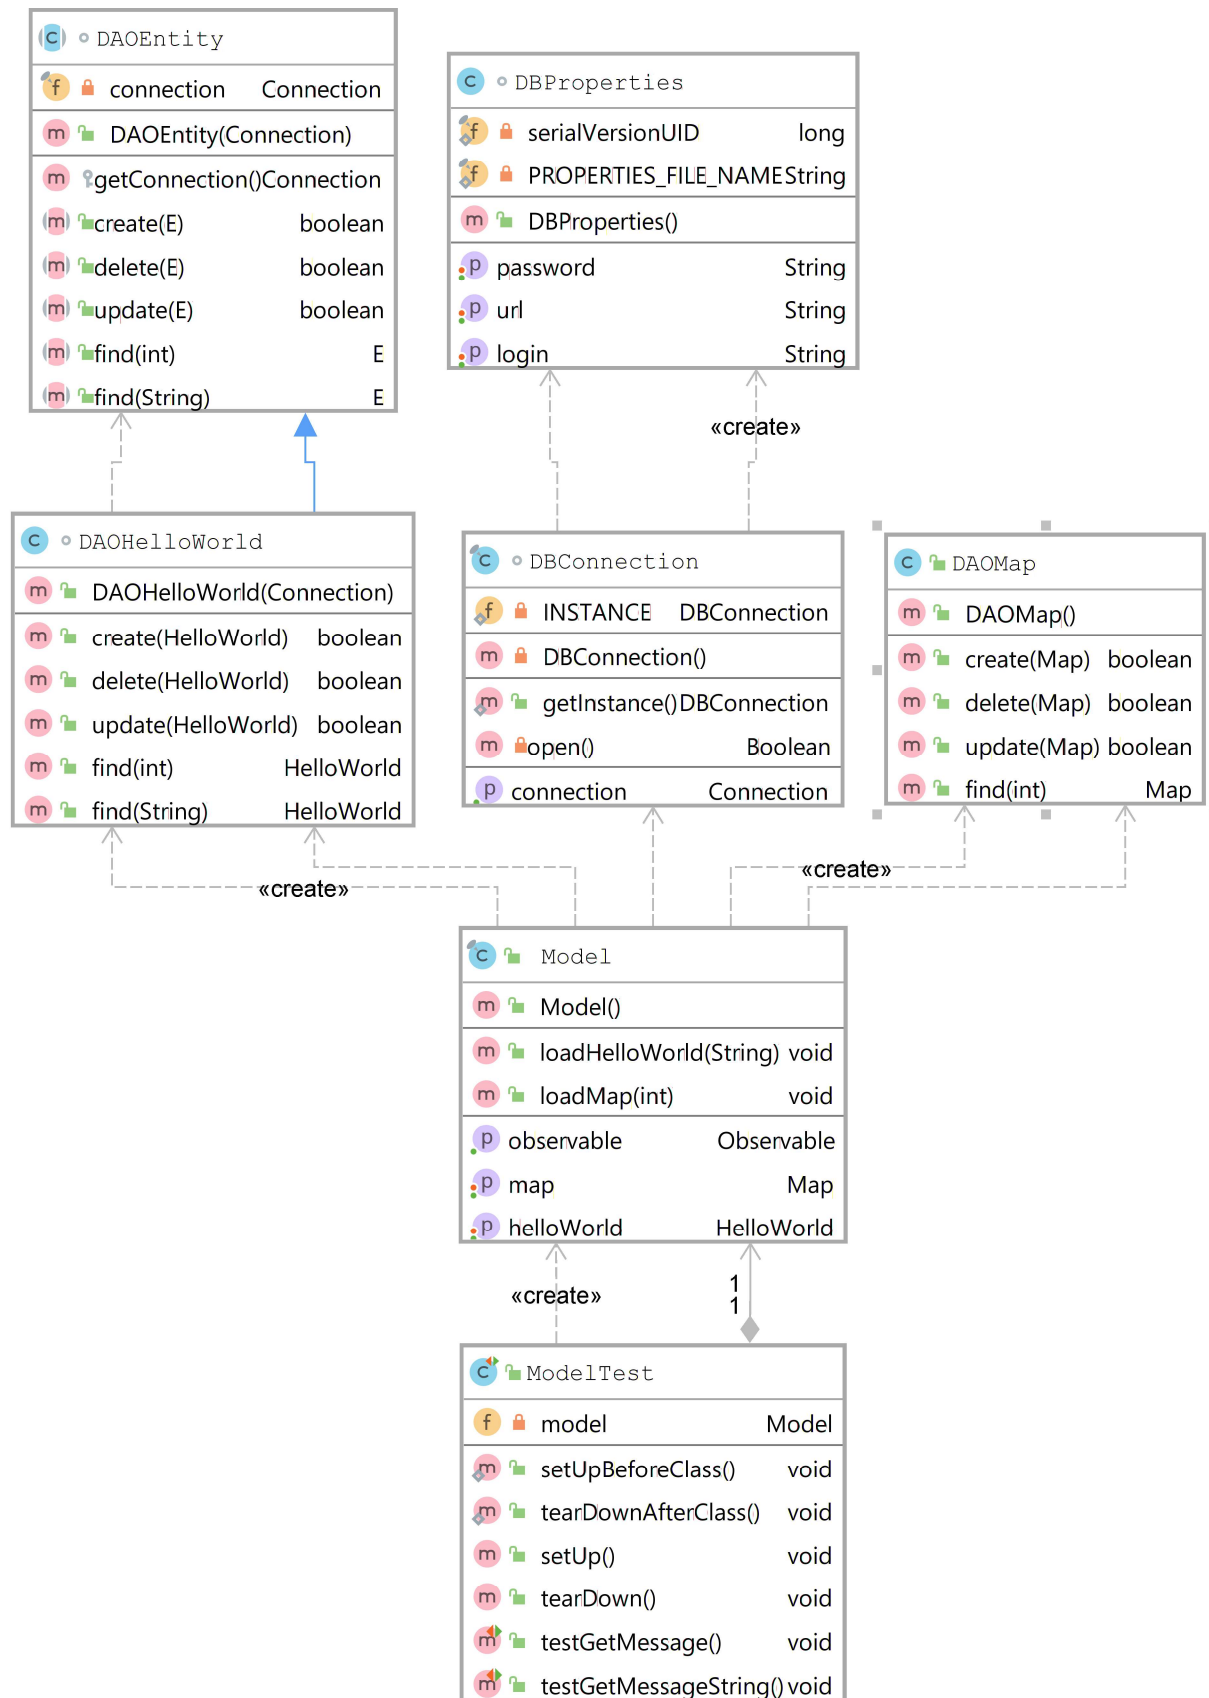 DAOEntity
connection Connection
DAOEntity(Connection)
getConnection() Connection
create(E) boolean
delete(E) boolean
update(E) boolean
find(int) E
find(String) E
DBProperties
serialVersionUID long
PROPERTIES_FILE_NAME String
DBProperties()
password String
url String
login String
«create»
DAOHelloWorld
DAOHelloWorld(Connection)
create(HelloWorld) boolean
delete(HelloWorld) boolean
update(HelloWorld) boolean
find(int) HelloWorld
find(String) HelloWorld
DBConnection
INSTANCE DBConnection
DBConnection()
getInstance() DBConnection
open() Boolean
connection Connection
DAOMap
DAOMap()
create(Map) boolean
delete(Map) boolean
update(Map) boolean
find(int) Map
«create»
«create»
Model
Model()
loadHelloWorld(String) void
loadMap(int) void
observable Observable
map Map
helloWorld HelloWorld
«create»
1
1
ModelTest
model Model
setUpBeforeClass() void
tearDownAfterClass() void
setUp() void
tearDown() void
testGetMessage() void
testGetMessageString() void